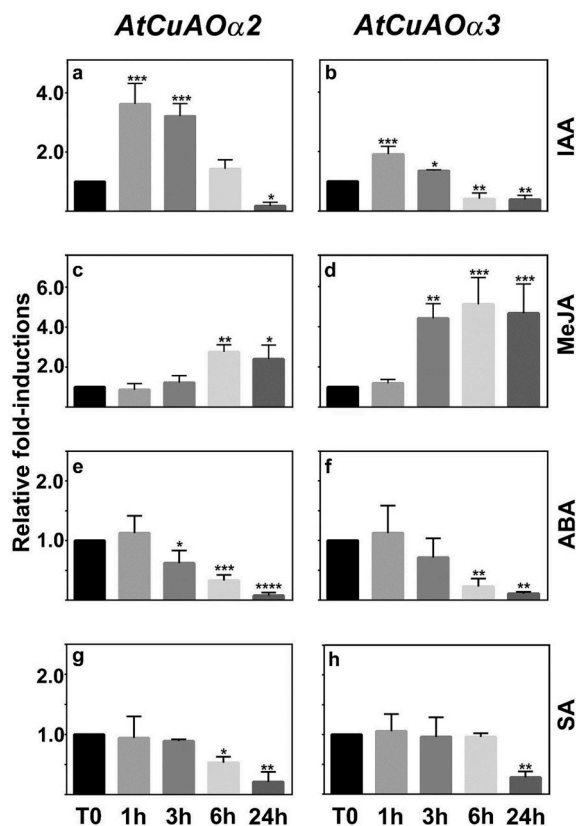 AtCuAOα2 AtCuAOα3
a
***
***
*
4.0
2.0
b
***
*
**
**
IAA
Relative fold-inductions
c
**
*
6.0
4.0
2.0
d
**
***
***
MeJA
e
*
***
****
2.0
1.0
f
**
**
ABA
g
*
**
2.0
1.0
h
**
SA
T0 1h 3h 6h 24h T0 1h 3h 6h 24h